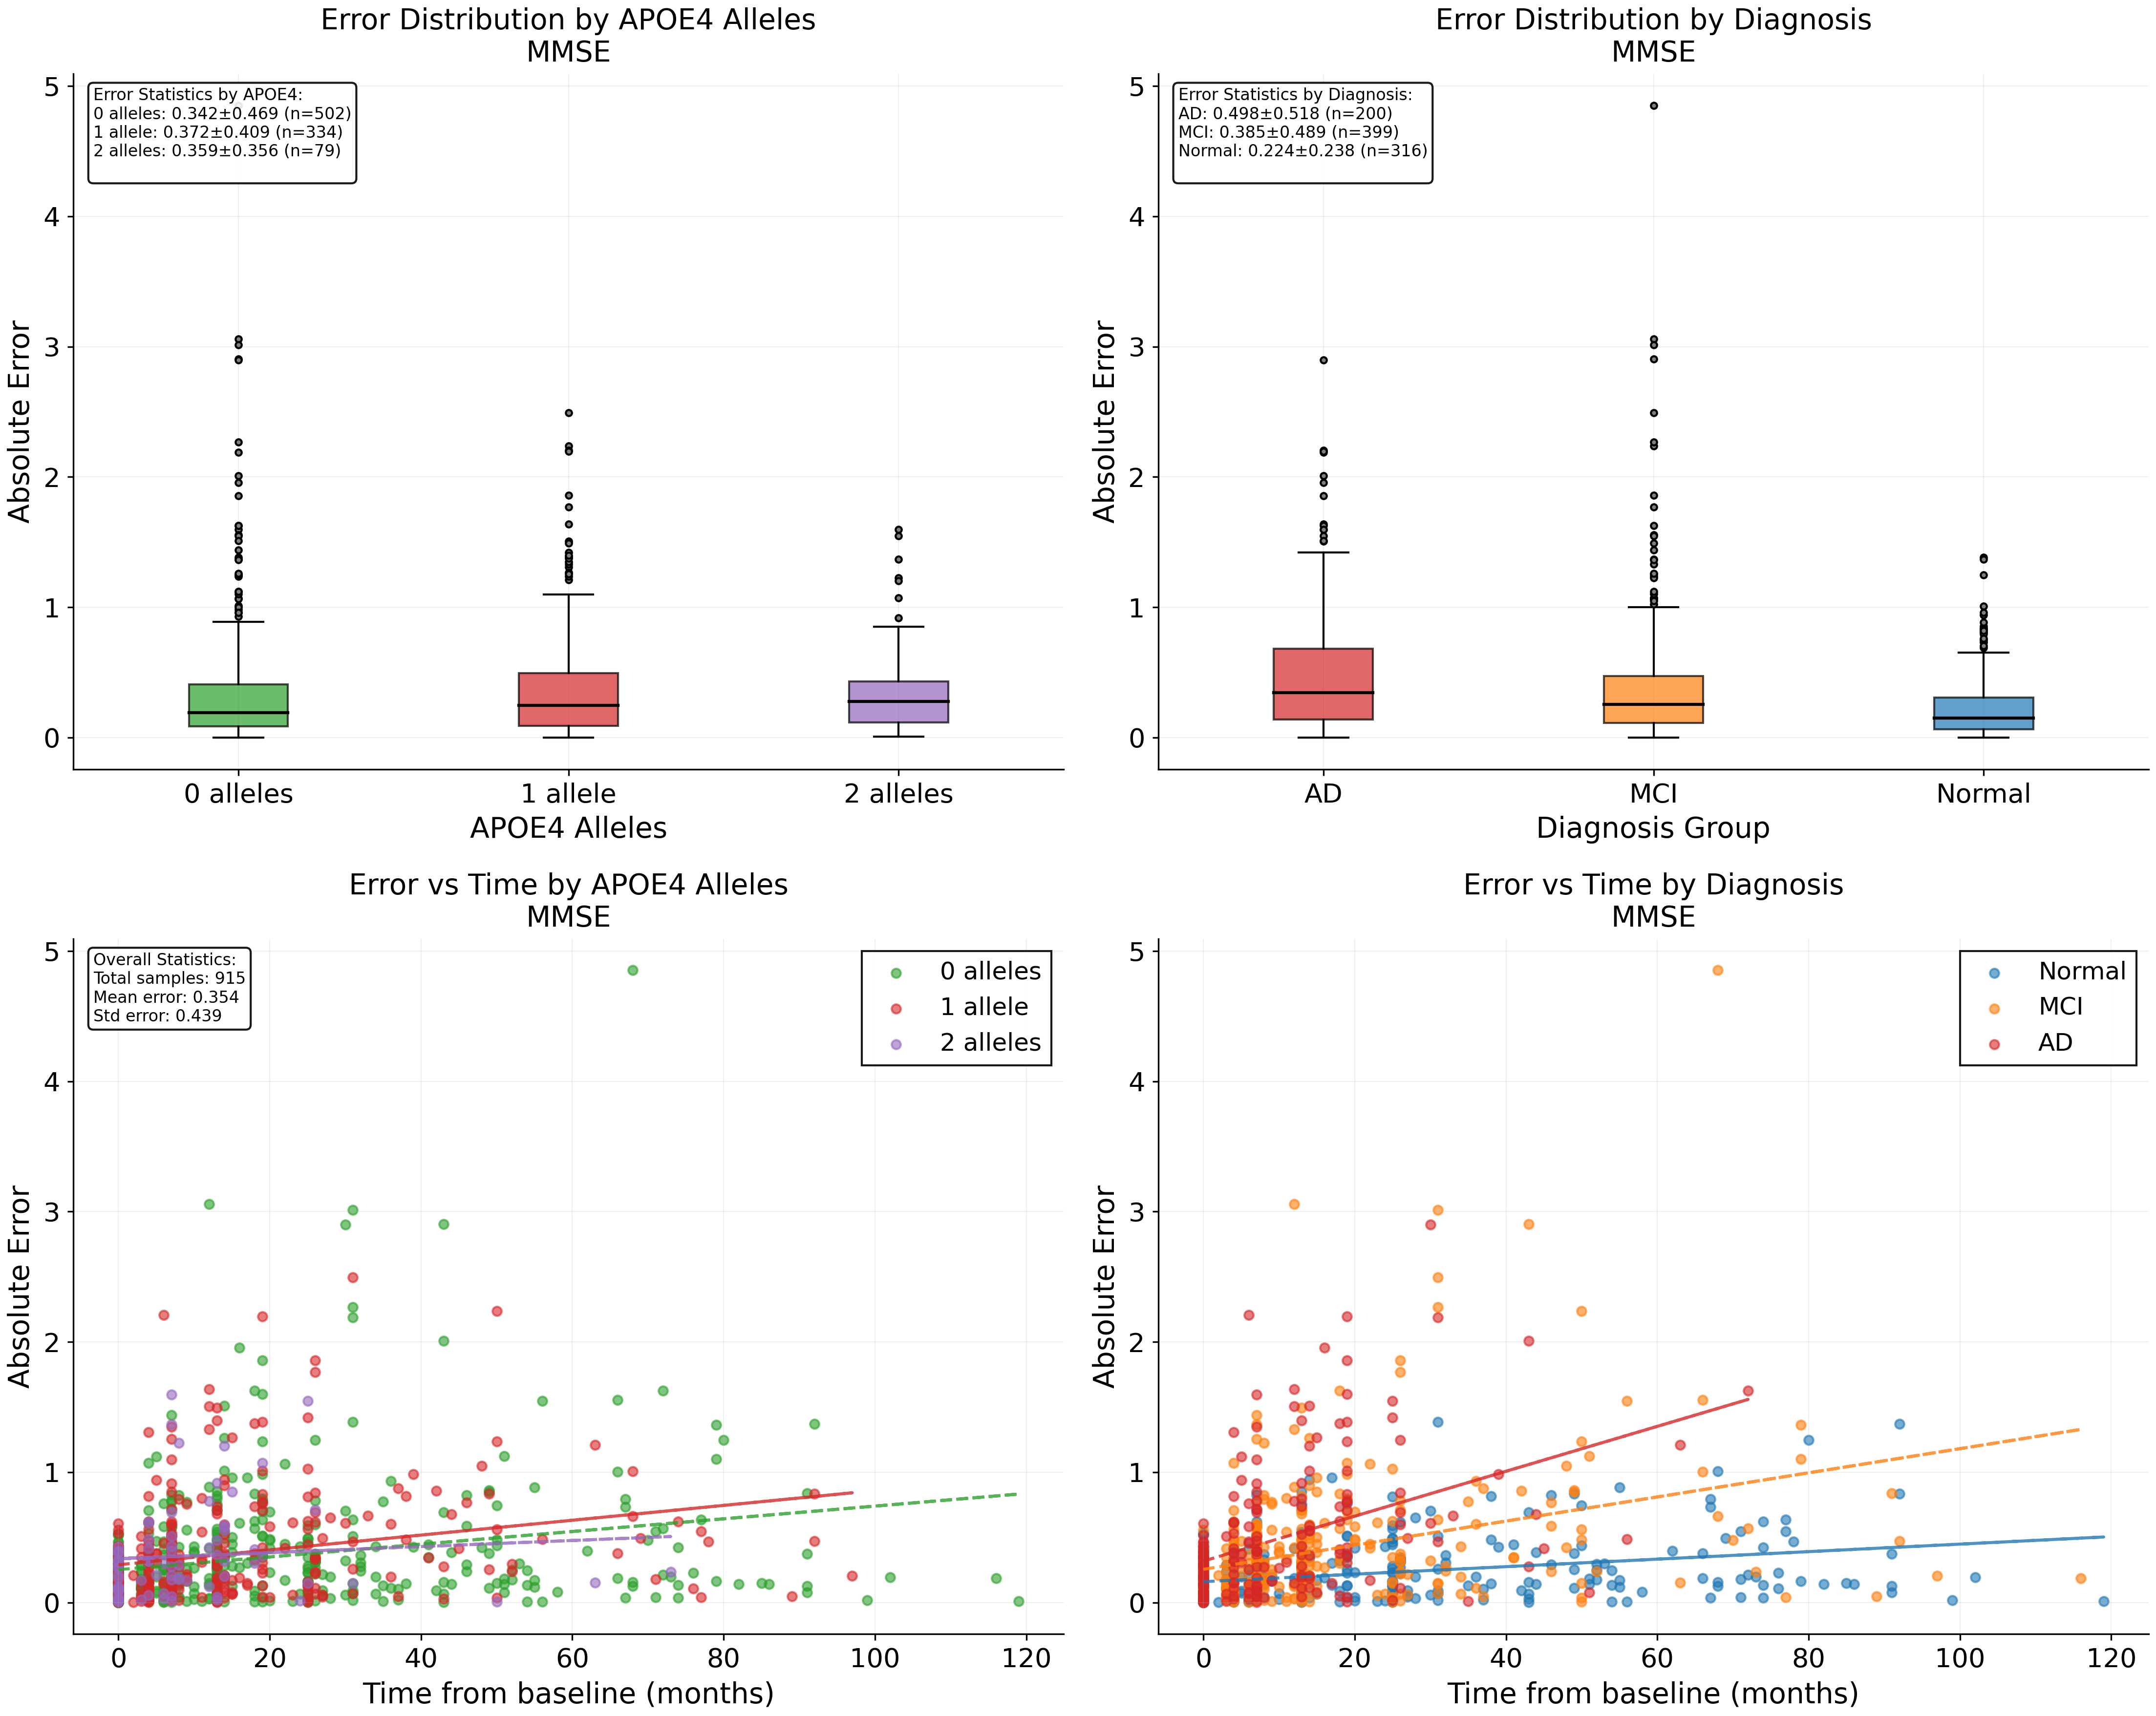 Error Distribution by APOE4 Alleles
MMSE
5
4
3
2
1
0
Absolute Error
Error Statistics by APOE4:
0 alleles: 0.342±0.469 (n=502)
1 allele: 0.372±0.409 (n=334)
2 alleles: 0.359±0.356 (n=79)
0 alleles
1 allele
2 alleles
APOE4 Alleles
Error Distribution by Diagnosis
MMSE
5
4
3
2
1
0
Absolute Error
Error Statistics by Diagnosis:
AD: 0.498±0.518 (n=200)
MCI: 0.385±0.489 (n=399)
Normal: 0.224±0.238 (n=316)
AD
MCI
Normal
Diagnosis Group
Error vs Time by APOE4 Alleles
MMSE
5
4
3
2
1
0
Absolute Error
Overall Statistics:
Total samples: 915
Mean error: 0.354
Std error: 0.439
0 alleles
1 allele
2 alleles
0 20 40 60 80 100 120
Time from baseline (months)
Error vs Time by Diagnosis
MMSE
5
4
3
2
1
0
Absolute Error
Normal
MCI
AD
0 20 40 60 80 100 120
Time from baseline (months)